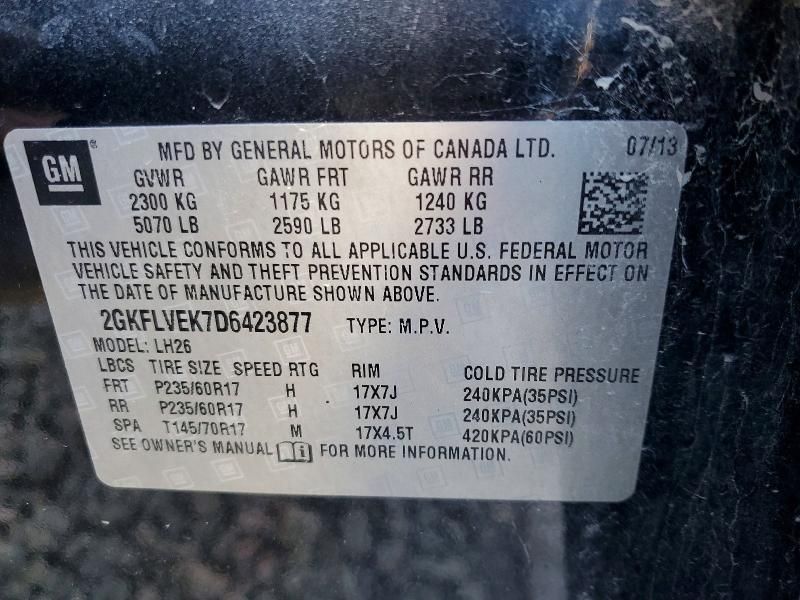 GM® MFD BY GENERAL MOTORS OF CANADA LTD. 07/13
GVWR GAWR FRT GAWR RR
2300 KG 1175 KG 1240 KG
5070 LB 2590 LB 2733 LB
THIS VEHICLE CONFORMS TO ALL APPLICABLE U.S. FEDERAL MOTOR
VEHICLE SAFETY AND THEFT PREVENTION STANDARDS IN EFFECT ON
THE DATE OF MANUFACTURE SHOWN ABOVE.
2GKFLVEK7D6423877 TYPE: M.P.V.
MODEL: LH26
LBCS TIRE SIZE SPEED RTG RIM COLD TIRE PRESSURE
FRT P235/60R17 H 17X7J 240KPA(35PSI)
RR P235/60R17 H 17X7J 240KPA(35PSI)
SPA T145/70R17 M 17X4.5T 420KPA(60PSI)
SEE OWNER'S MANUAL i FOR MORE INFORMATION.